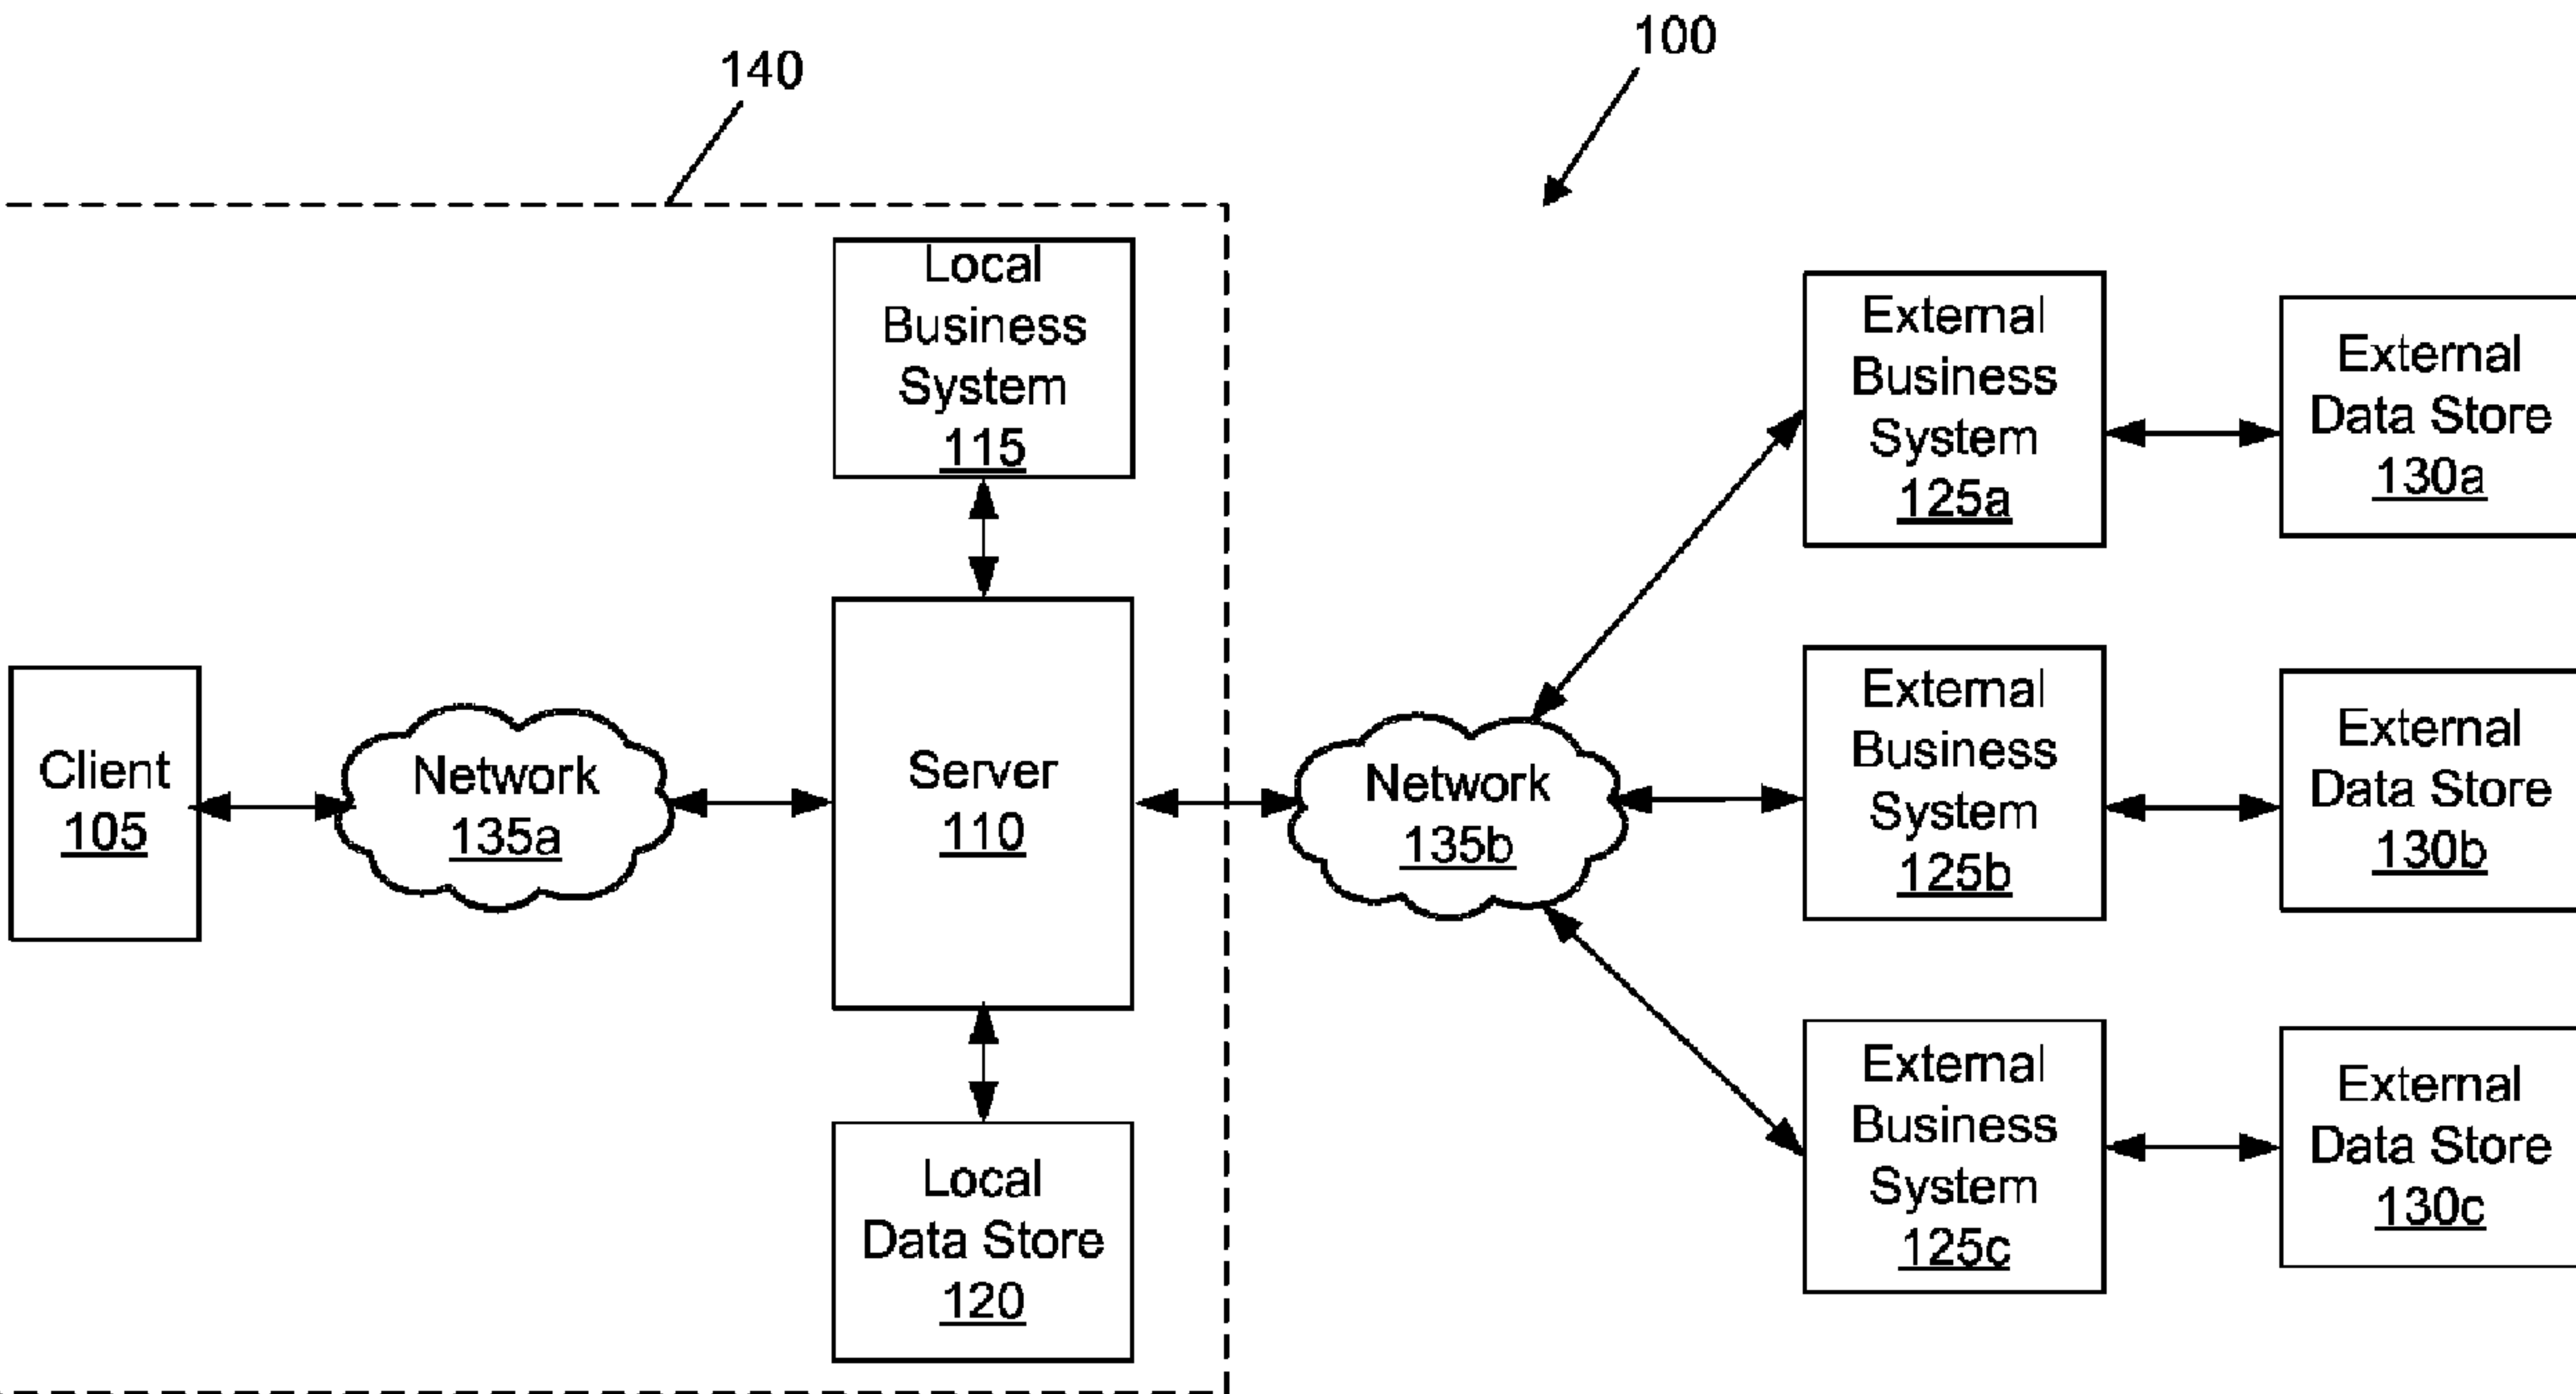 140
100
Local
Business
System
115
Client
105
Network
135a
Server
110
Local
Data Store
120
Network
135b
External
Business
System
125a
External
Data Store
130a
External
Business
System
125b
External
Data Store
130b
External
Business
System
125c
External
Data Store
130c